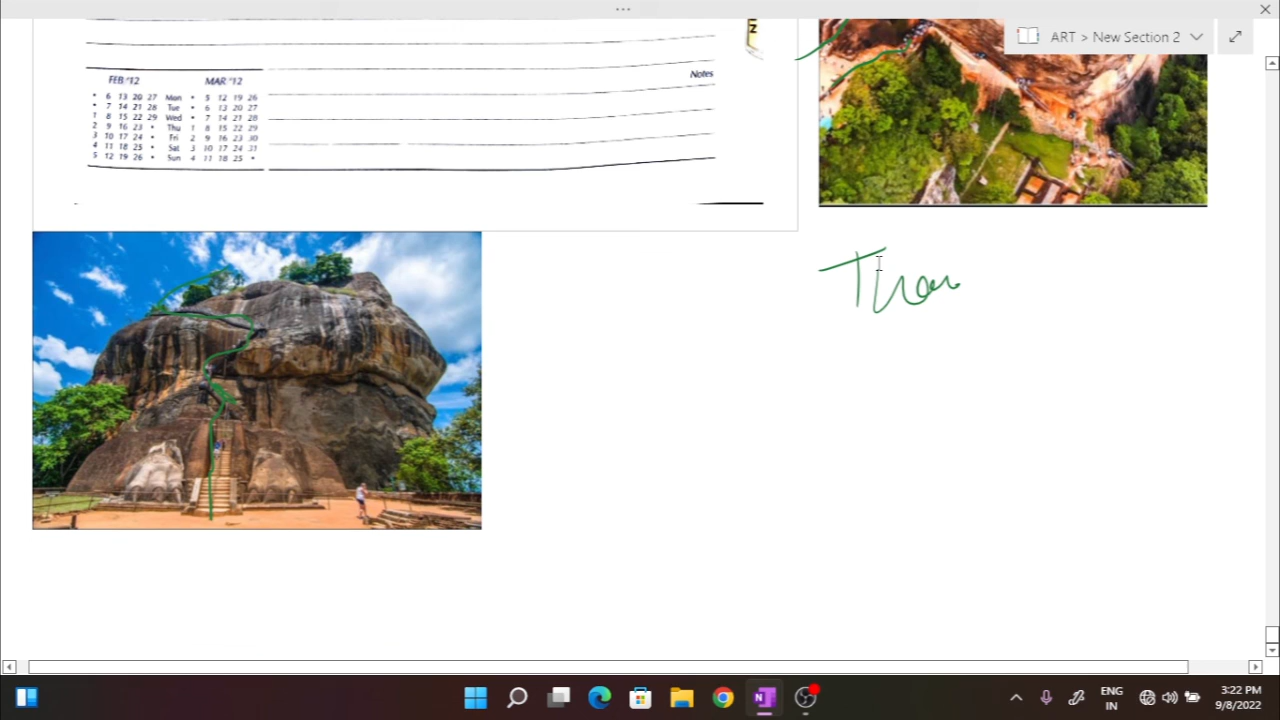 ART > New Section 2
N
FEB '12 MAR '12 Notes
• 6 13 20 27 Mon • 5 12 19 26
• 7 14 21 28 Tue • 6 13 20 27
1 8 15 22 29 Wed • 7 14 21 28
2 9 16 23 • Thu 1 8 15 22 29
3 10 17 24 • Fri 2 9 16 23 30
4 11 18 25 • Sat 3 10 17 24 31
5 12 19 26 • Sun 4 11 18 25 •
Than
N
ENG
IN
3:22 PM
9/8/2022